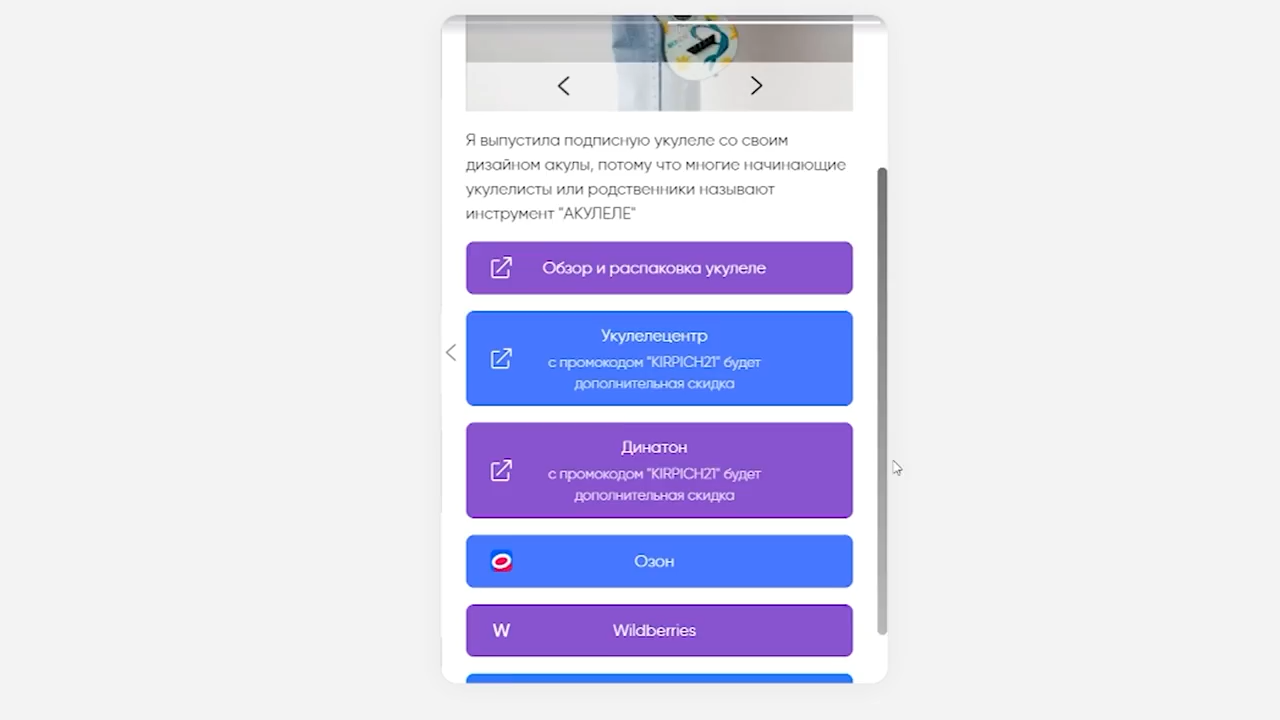 Я выпустила подписную укулеле со своим
дизайном акулы, потому что многие начинающие
укулелисты или родственники называют
инструмент "АКУЛЕЛЕ"
Обзор и распаковка укулеле
Укулелецентр
с промокодом "KIRPICH21" будет
дополнительная скидка
Динатон
с промокодом "KIRPICH21" будет
дополнительная скидка
Озон
W Wildberries